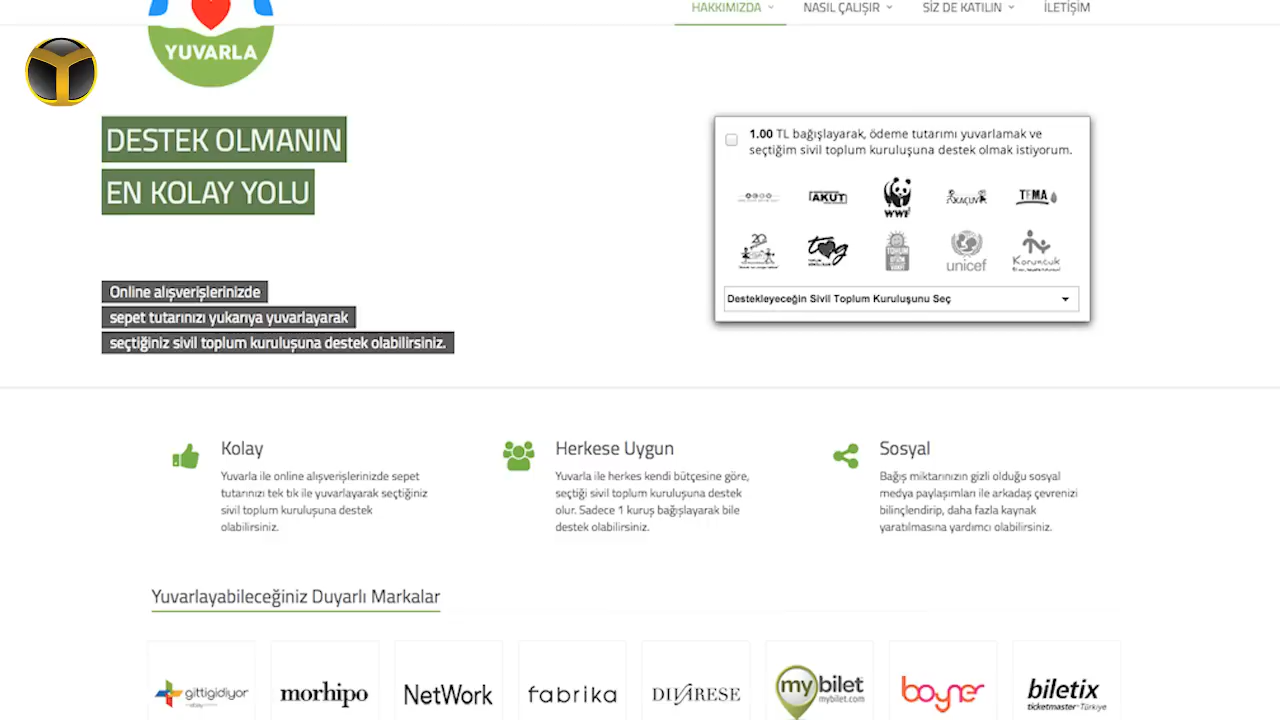 HAKKIMIZDA NASIL ÇALIŞIR SİZ DE KATILIN İLETİŞİM
YUVARLA
DESTEK OLMANIN
EN KOLAY YOLU
Online alışverişlerinizde
sepet tutarınızı yukarıya yuvarlayarak
seçtiğiniz sivil toplum kuruluşuna destek olabilirsiniz.
1.00 TL bağışlayarak, ödeme tutarımı yuvarlamak ve
seçtiğim sivil toplum kuruluşuna destek olmak istiyorum.
AKUT WWF KAÇUV TEMA
20 tog unicef Koruncuk
Destekleyeceğin Sivil Toplum Kuruluşunu Seç
Kolay
Yuvarla ile online alışverişlerinizde sepet
tutarınızı tek tık ile yuvarlayarak seçtiğiniz
sivil toplum kuruluşuna destek
olabilirsiniz.
Herkese Uygun
Yuvarla ile herkes kendi bütçesine göre,
seçtiği sivil toplum kuruluşuna destek
olur. Sadece 1 kuruş bağışlayarak bile
destek olabilirsiniz.
Sosyal
Bağış miktarınızın gizli olduğu sosyal
medya paylaşımları ile arkadaş çevrenizi
bilinçlendirip, daha fazla kaynak
yaratılmasına yardımcı olabilirsiniz.
Yuvarlayabileceğiniz Duyarlı Markalar
gittigidiyor
morhipo
NetWork
fabrika
DIVARESE
mybilet
mybilet.com
boyner
biletix
ticketmaster·Türkiye